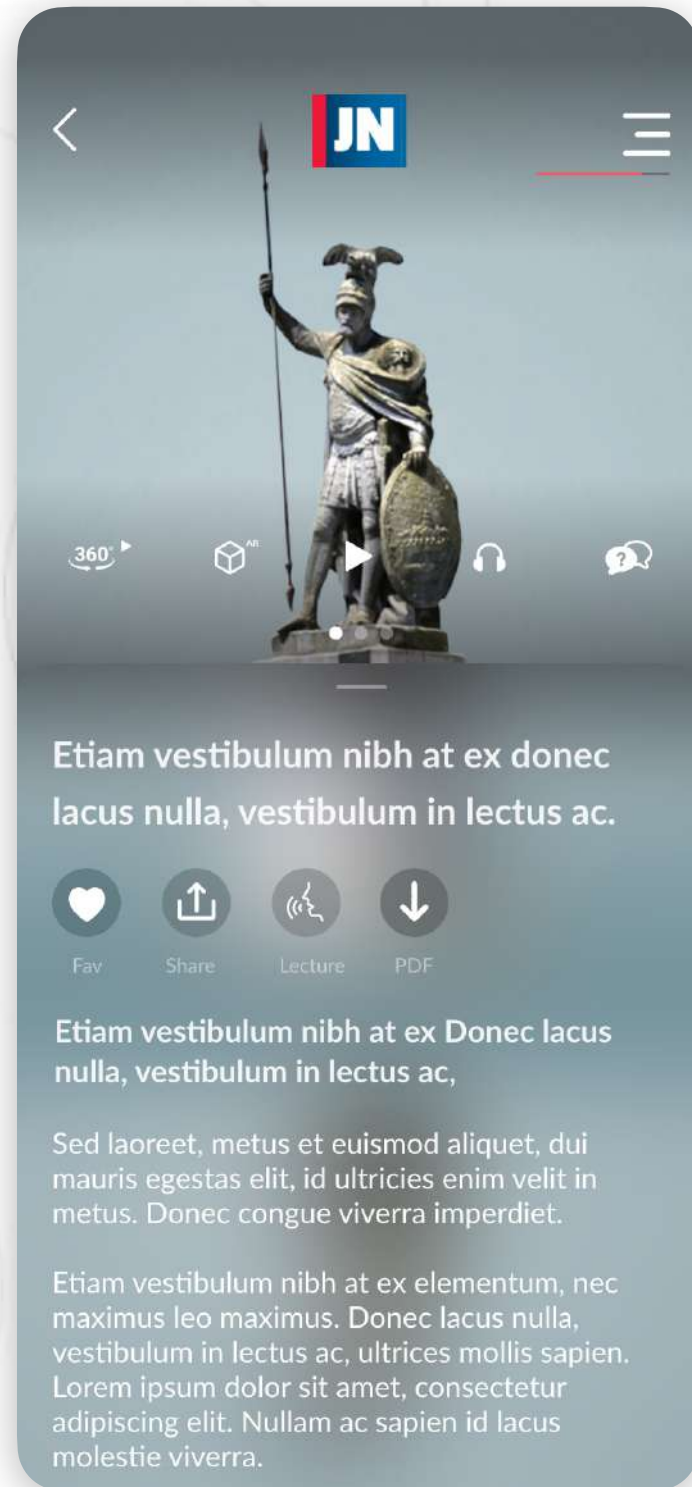 JN
360°
AR
?
Etiam vestibulum nibh at ex donec
lacus nulla, vestibulum in lectus ac.
Fav
Share
Lecture
PDF
Etiam vestibulum nibh at ex Donec lacus
nulla, vestibulum in lectus ac,
Sed laoreet, metus et euismod aliquet, dui
mauris egestas elit, id ultricies enim velit in
metus. Donec congue viverra imperdiet.
Etiam vestibulum nibh at ex elementum, nec
maximus leo maximus. Donec lacus nulla,
vestibulum in lectus ac, ultrices mollis sapien.
Lorem ipsum dolor sit amet, consectetur
adipiscing elit. Nullam ac sapien id lacus
molestie viverra.